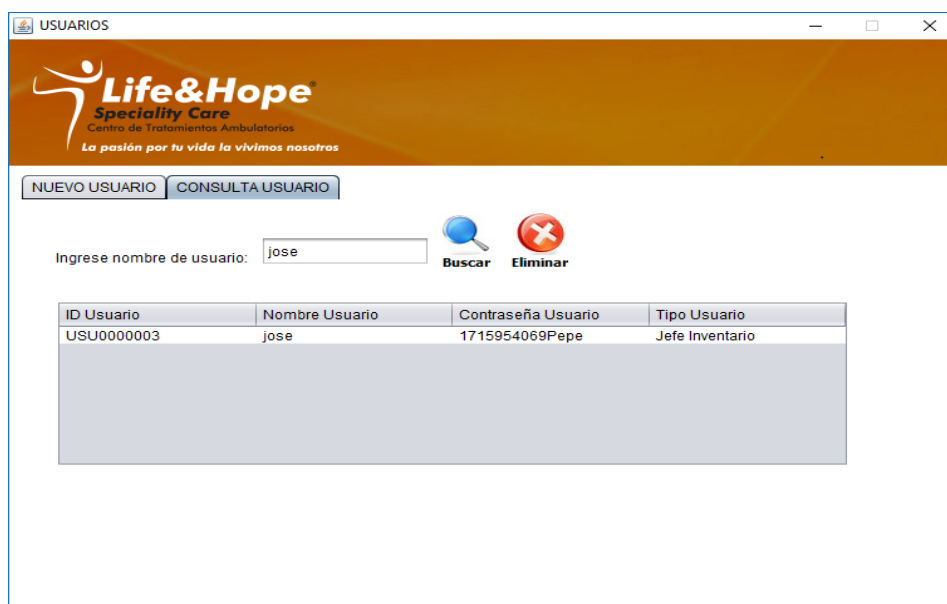 USUARIOS
Life&Hope®
Speciality Care
Centro de Tratamientos Ambulatorios
La pasión por tu vida la vivimos nosotros
NUEVO USUARIO CONSULTA USUARIO
Ingrese nombre de usuario: jose Buscar Eliminar
ID Usuario Nombre Usuario Contraseña Usuario Tipo Usuario
USU0000003 jose 1715954069Pepe Jefe Inventario